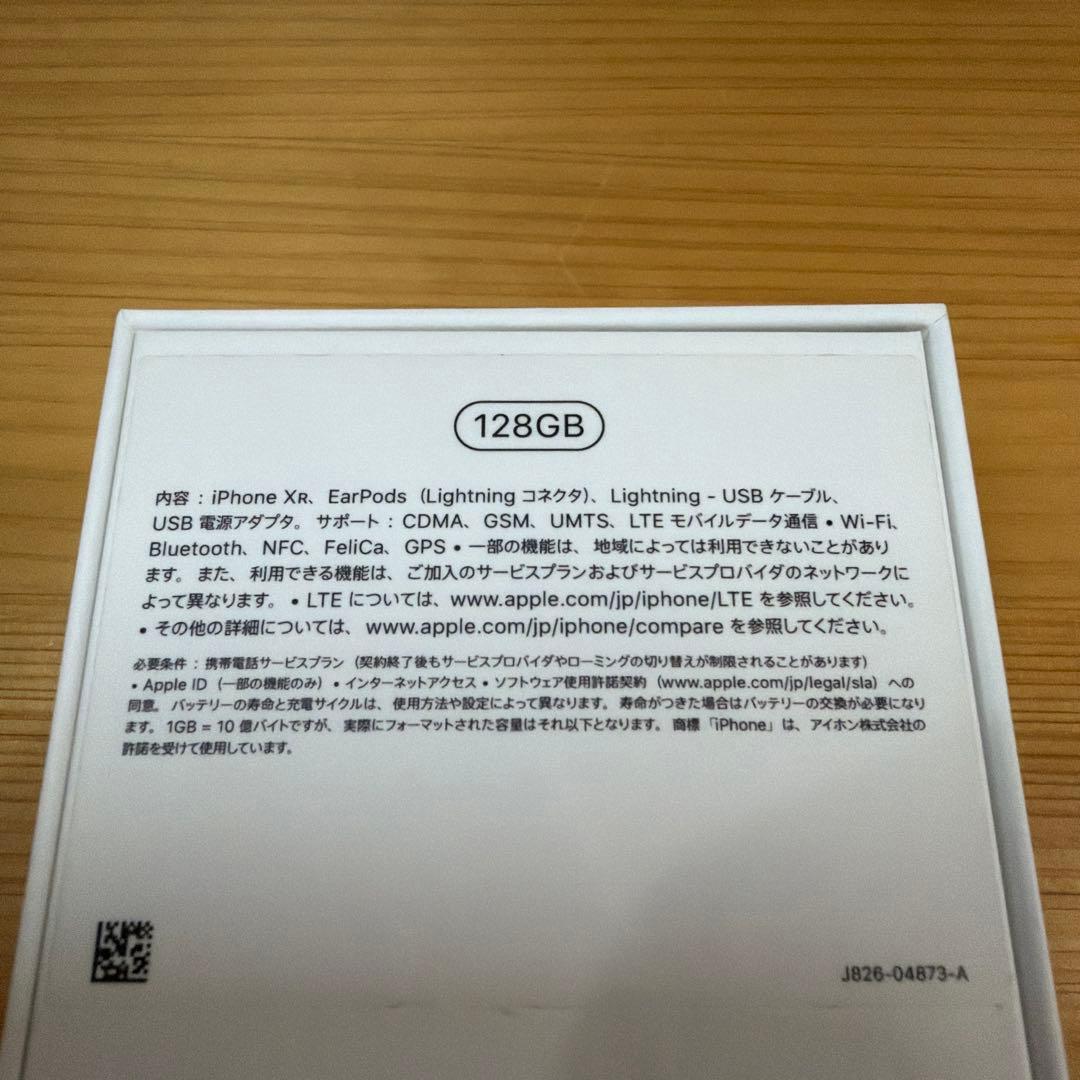 128GB
内容 : iPhone XR、EarPods（Lightning コネクタ）、Lightning - USB ケーブル、
USB 電源アダプタ。サポート : CDMA、GSM、UMTS、LTE モバイルデータ通信 • Wi-Fi、
Bluetooth、NFC、FeliCa、GPS • 一部の機能は、地域によっては利用できないことがあり
ます。また、利用できる機能は、ご加入のサービスプランおよびサービスプロバイダのネットワークに
よって異なります。• LTE については、www.apple.com/jp/iphone/LTE を参照してください。
• その他の詳細については、www.apple.com/jp/iphone/compare を参照してください。
必要条件 : 携帯電話サービスプラン（契約終了後もサービスプロバイダやローミングの切り替えが制限されることがあります）
• Apple ID（一部の機能のみ）• インターネットアクセス • ソフトウェア使用許諾契約（www.apple.com/jp/legal/sla）への
同意。バッテリーの寿命と充電サイクルは、使用方法や設定によって異なります。寿命がつきた場合はバッテリーの交換が必要になり
ます。1GB = 10 億バイトですが、実際にフォーマットされた容量はそれ以下となります。商標「iPhone」は、アイホン株式会社の
許諾を受けて使用しています。
J826-04873-A